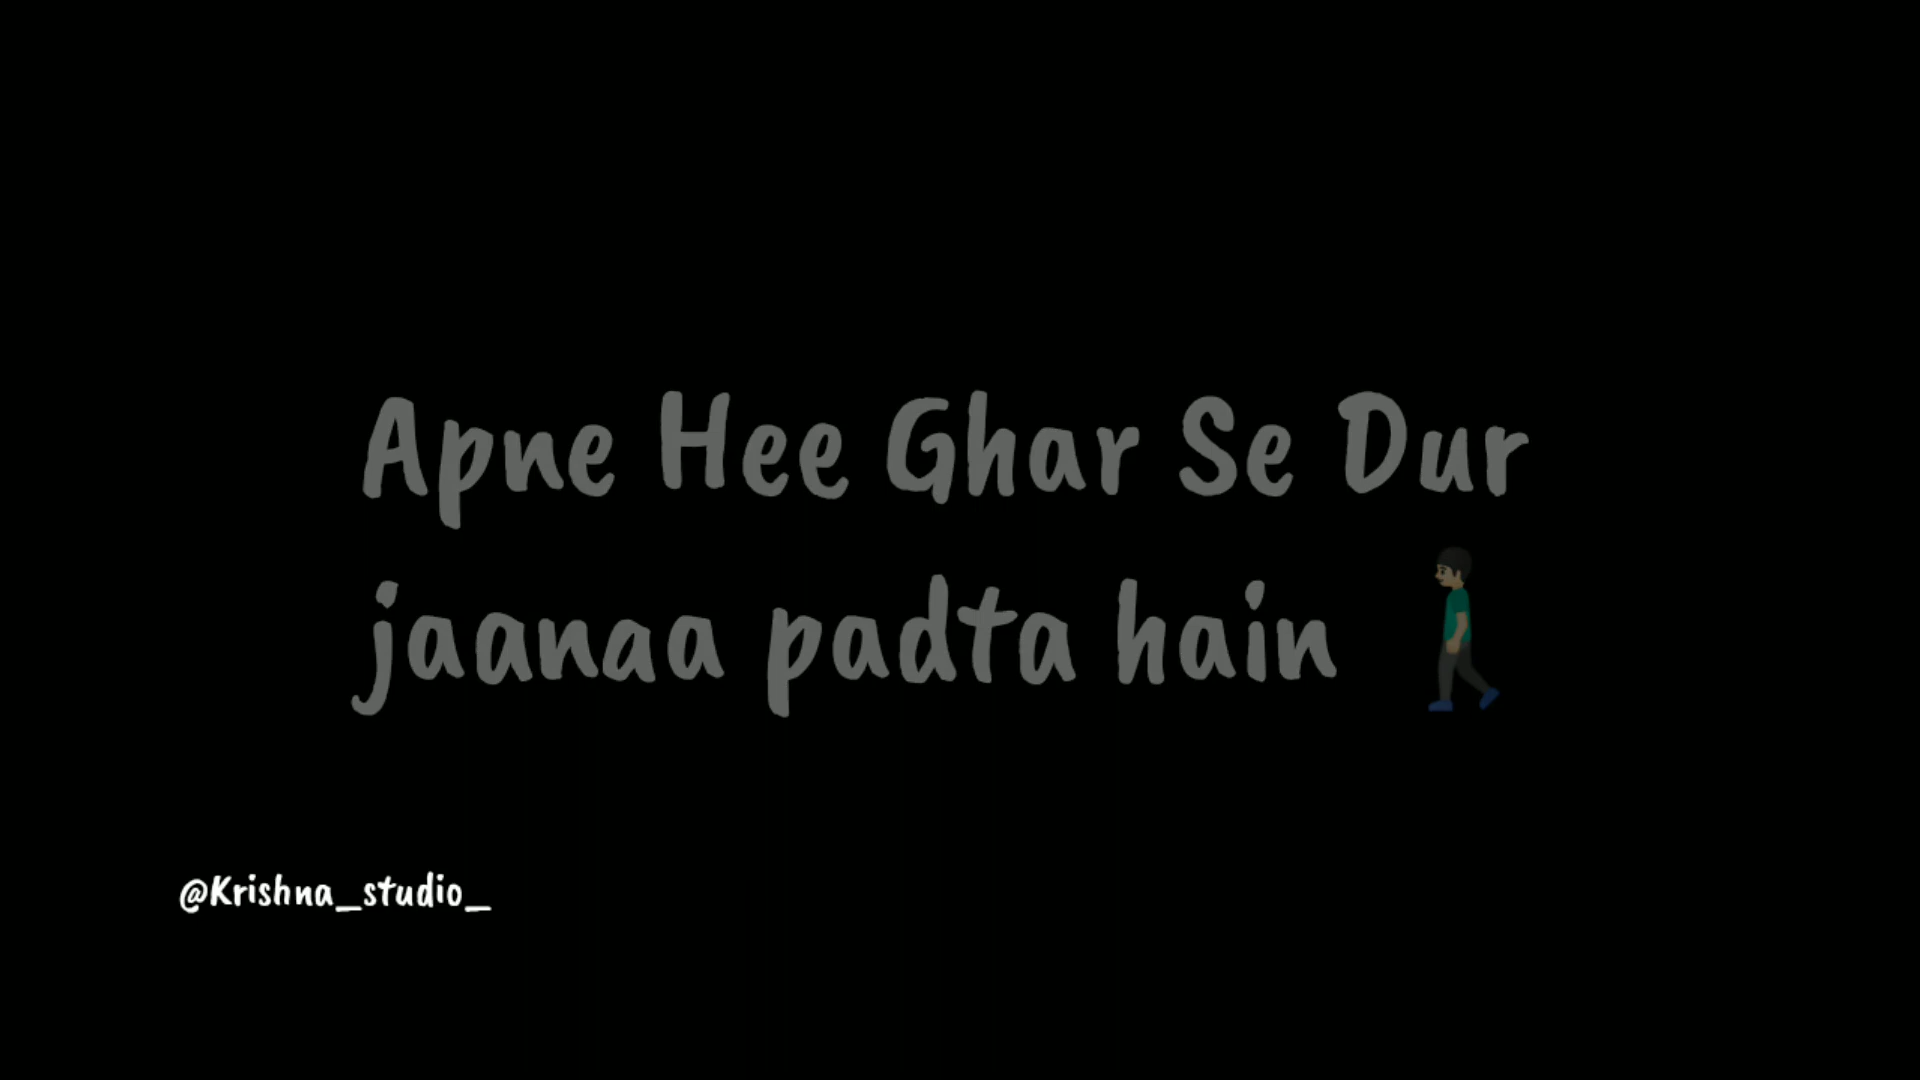 Apne Hee Ghar Se Dur
jaanaa padta hain 🚶🏻‍♂️
@Krishna_studio_